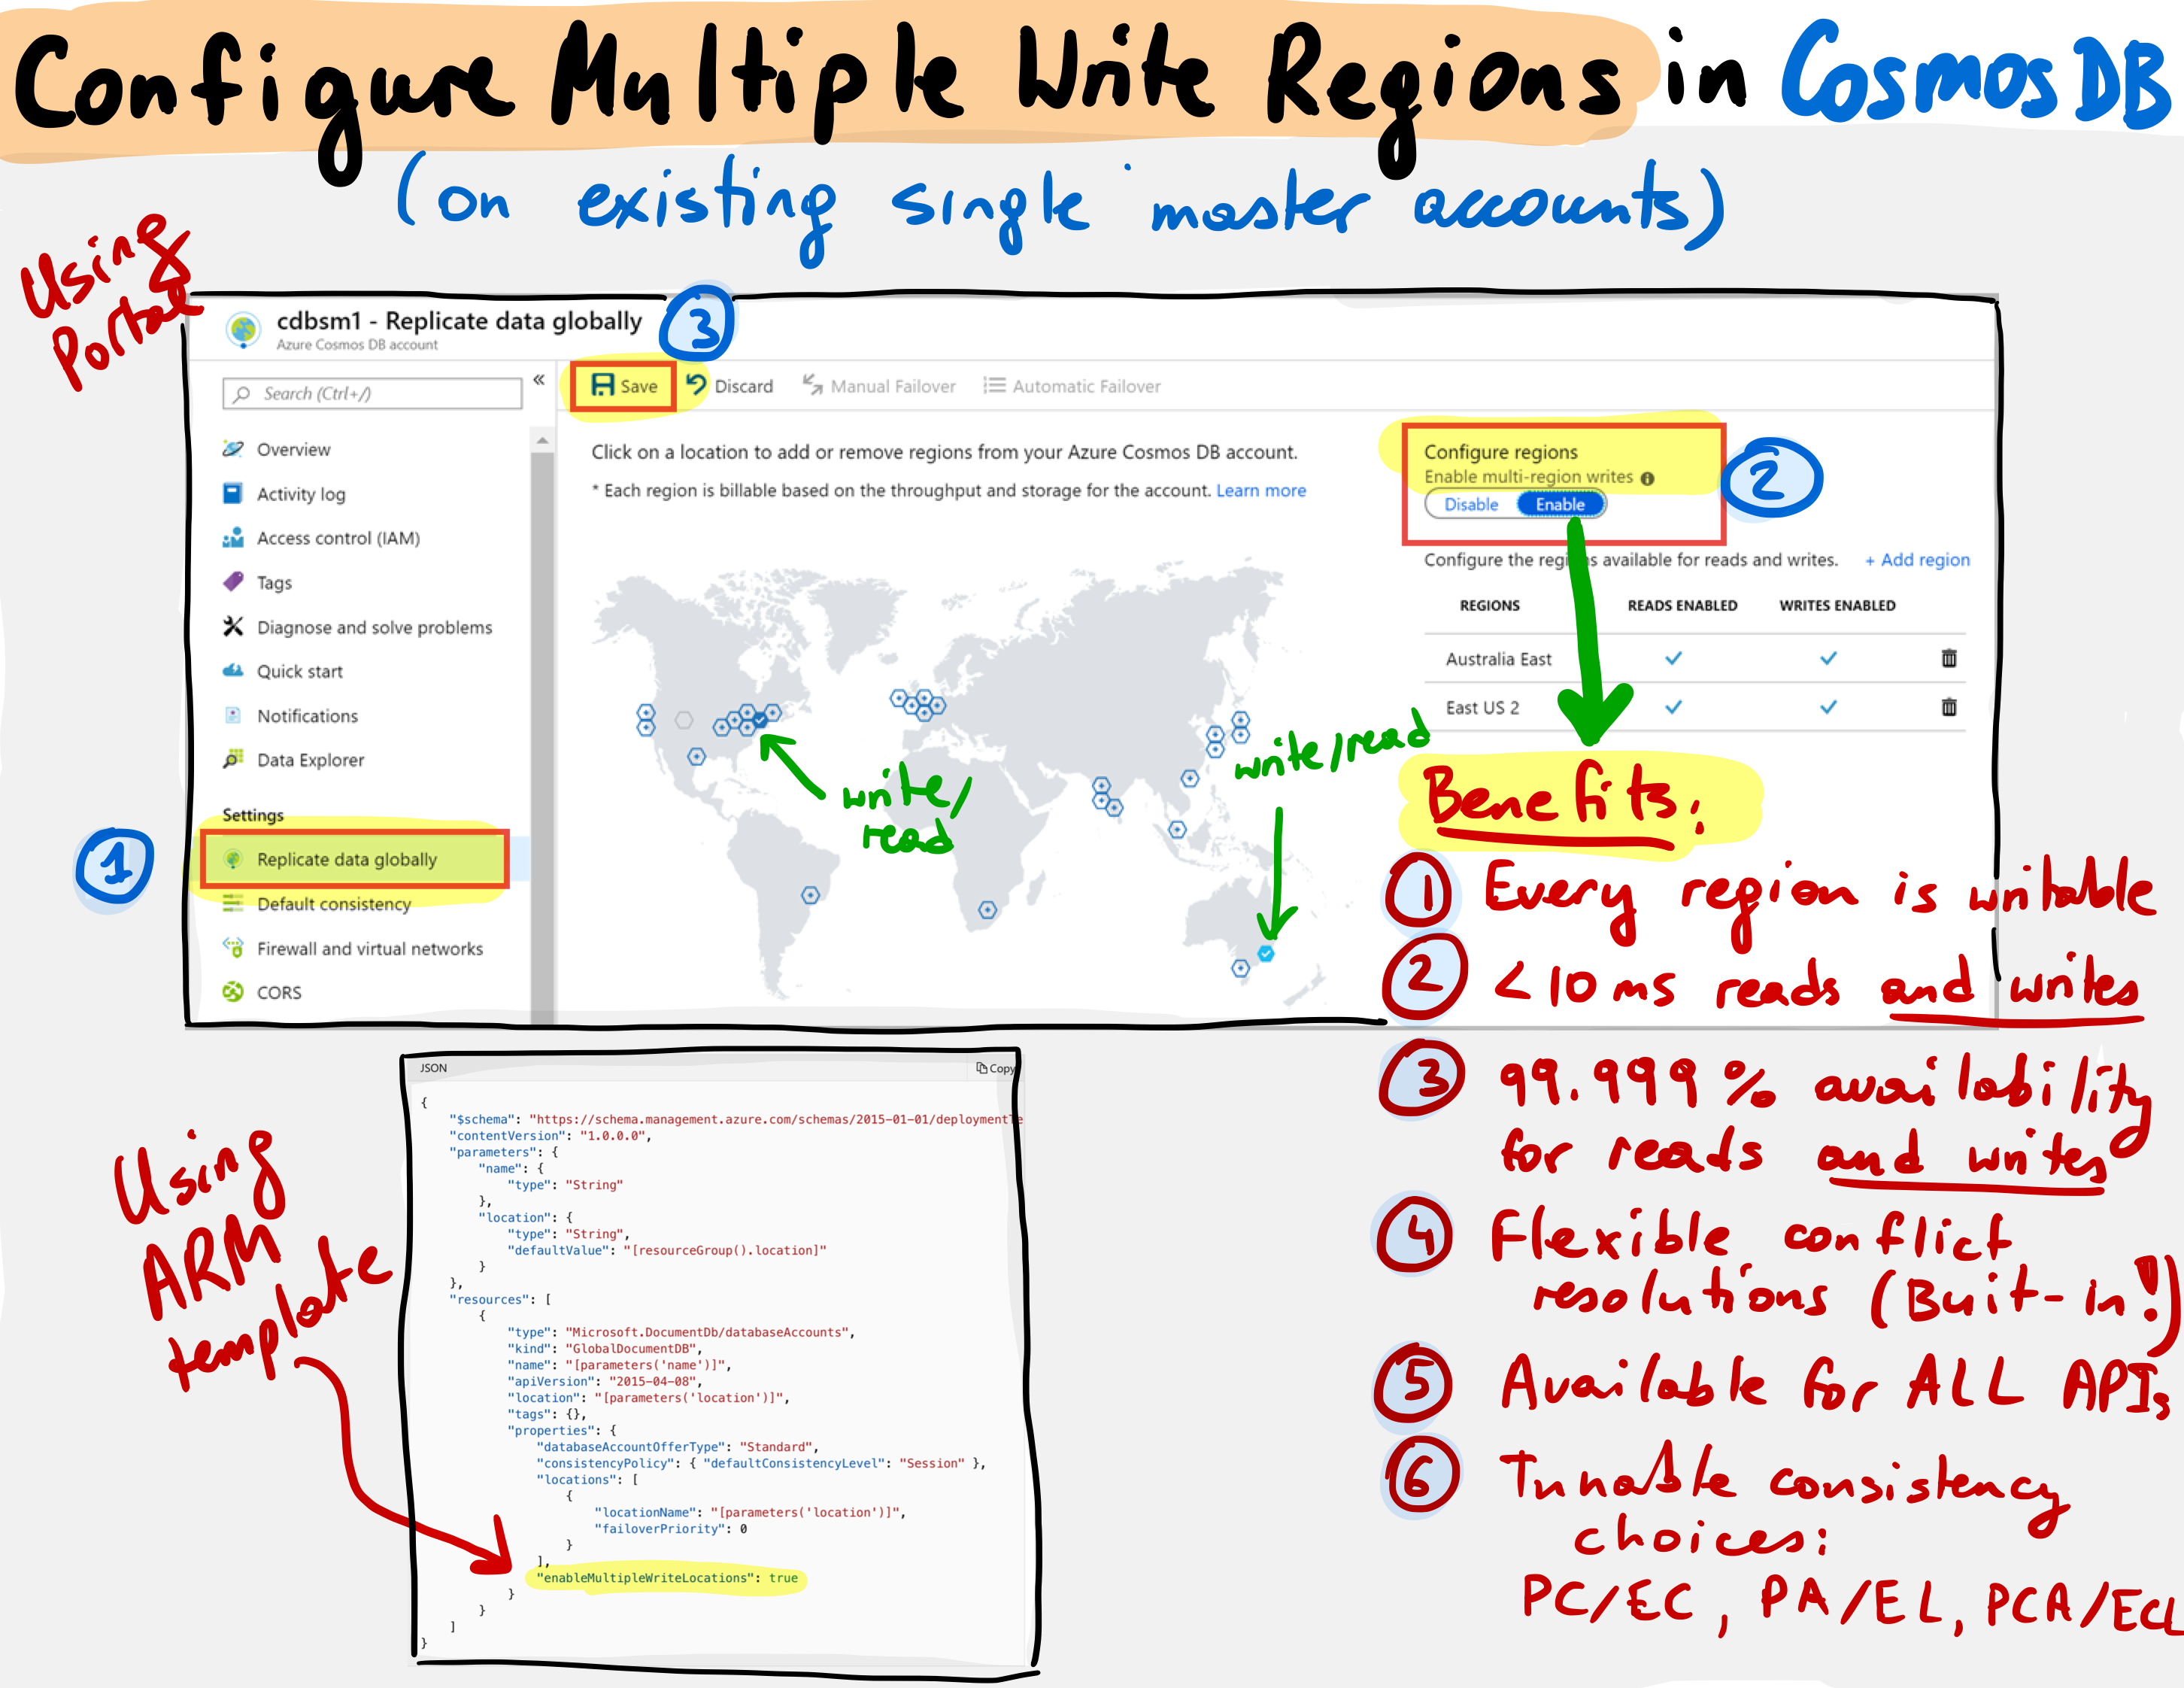 Configure Multiple Write Regions in Cosmos DB
(on existing single master accounts)
Using
Portal
cdbsm1 - Replicate data globally
Azure Cosmos DB account
3
Search (Ctrl+/)
«
Save
Discard
Manual Failover
Automatic Failover
Overview
Activity log
Access control (IAM)
Tags
Diagnose and solve problems
Quick start
Notifications
Data Explorer
Settings
1
Replicate data globally
Default consistency
Firewall and virtual networks
CORS
Click on a location to add or remove regions from your Azure Cosmos DB account.
* Each region is billable based on the throughput and storage for the account. Learn more
write/
read
write/read
Configure regions
Enable multi-region writes
Disable Enable
2
Configure the regions available for reads and writes. + Add region
REGIONS READS ENABLED WRITES ENABLED
Australia East
East US 2
Benefits:
1 Every region is writable
2 <10 ms reads and writes
3 99.999% availability
for reads and writes
4 Flexible conflict
resolutions (Buit-in!)
5 Available for ALL APIs
6 Tunable consistency
choices:
PC/EC, PA/EL, PCA/ECL
Using
ARM
template
JSON
Copy
{
"$schema": "https://schema.management.azure.com/schemas/2015-01-01/deploymentTe
"contentVersion": "1.0.0.0",
"parameters": {
"name": {
"type": "String"
},
"location": {
"type": "String",
"defaultValue": "[resourceGroup().location]"
}
},
"resources": [
{
"type": "Microsoft.DocumentDb/databaseAccounts",
"kind": "GlobalDocumentDB",
"name": "[parameters('name')]",
"apiVersion": "2015-04-08",
"location": "[parameters('location')]",
"tags": {},
"properties": {
"databaseAccountOfferType": "Standard",
"consistencyPolicy": { "defaultConsistencyLevel": "Session" },
"locations": [
{
"locationName": "[parameters('location')]",
"failoverPriority": 0
}
],
"enableMultipleWriteLocations": true
}
}
]
}